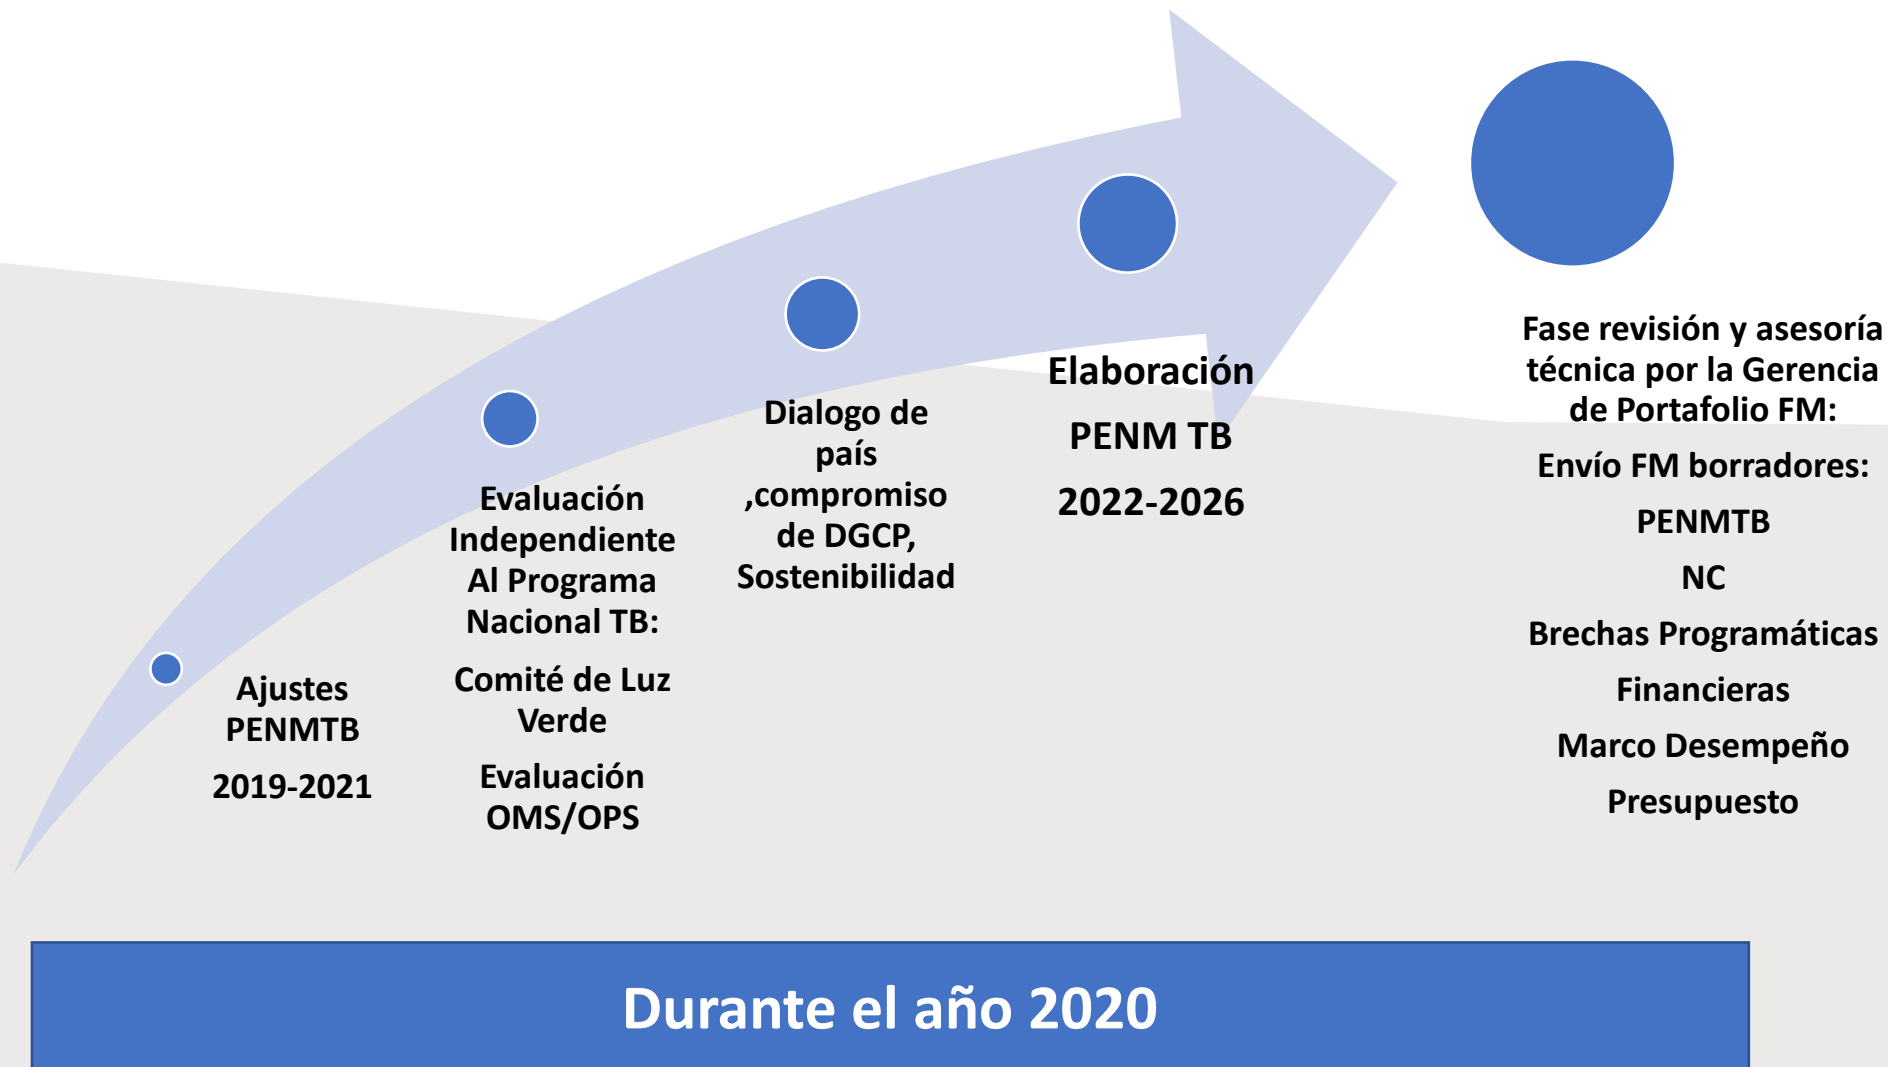 Ajustes
PENMTB
2019-2021
Evaluación
Independiente
Al Programa
Nacional TB:
Comité de Luz
Verde
Evaluación
OMS/OPS
Dialogo de
país
,compromiso
de DGCP,
Sostenibilidad
Elaboración
PENM TB
2022-2026
Fase revisión y asesoría
técnica por la Gerencia
de Portafolio FM:
Envío FM borradores:
PENMTB
NC
Brechas Programáticas
Financieras
Marco Desempeño
Presupuesto
Durante el año 2020